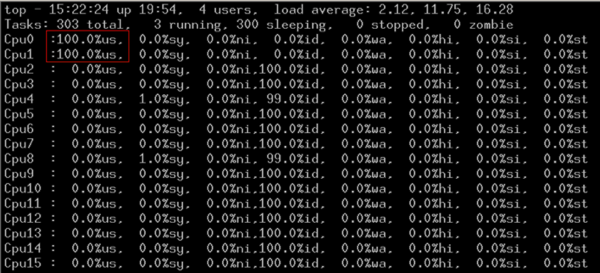 top - 15:22:24 up 19:54,  4 users,  load average: 2.12, 11.75, 16.28
Tasks: 303 total,   3 running, 300 sleeping,   0 stopped,   0 zombie
Cpu0  :100.0%us,  0.0%sy,  0.0%ni,  0.0%id,  0.0%wa,  0.0%hi,  0.0%si,  0.0%st
Cpu1  :100.0%us,  0.0%sy,  0.0%ni,  0.0%id,  0.0%wa,  0.0%hi,  0.0%si,  0.0%st
Cpu2  :  0.0%us,  0.0%sy,  0.0%ni,100.0%id,  0.0%wa,  0.0%hi,  0.0%si,  0.0%st
Cpu3  :  0.0%us,  0.0%sy,  0.0%ni,100.0%id,  0.0%wa,  0.0%hi,  0.0%si,  0.0%st
Cpu4  :  0.0%us,  1.0%sy,  0.0%ni, 99.0%id,  0.0%wa,  0.0%hi,  0.0%si,  0.0%st
Cpu5  :  0.0%us,  0.0%sy,  0.0%ni,100.0%id,  0.0%wa,  0.0%hi,  0.0%si,  0.0%st
Cpu6  :  0.0%us,  0.0%sy,  0.0%ni,100.0%id,  0.0%wa,  0.0%hi,  0.0%si,  0.0%st
Cpu7  :  0.0%us,  0.0%sy,  0.0%ni,100.0%id,  0.0%wa,  0.0%hi,  0.0%si,  0.0%st
Cpu8  :  0.0%us,  1.0%sy,  0.0%ni, 99.0%id,  0.0%wa,  0.0%hi,  0.0%si,  0.0%st
Cpu9  :  0.0%us,  0.0%sy,  0.0%ni,100.0%id,  0.0%wa,  0.0%hi,  0.0%si,  0.0%st
Cpu10 :  0.0%us,  0.0%sy,  0.0%ni,100.0%id,  0.0%wa,  0.0%hi,  0.0%si,  0.0%st
Cpu11 :  0.0%us,  0.0%sy,  0.0%ni,100.0%id,  0.0%wa,  0.0%hi,  0.0%si,  0.0%st
Cpu12 :  0.0%us,  0.0%sy,  0.0%ni,100.0%id,  0.0%wa,  0.0%hi,  0.0%si,  0.0%st
Cpu13 :  0.0%us,  0.0%sy,  0.0%ni,100.0%id,  0.0%wa,  0.0%hi,  0.0%si,  0.0%st
Cpu14 :  0.0%us,  0.0%sy,  0.0%ni,100.0%id,  0.0%wa,  0.0%hi,  0.0%si,  0.0%st
Cpu15 :  0.0%us,  0.0%sy,  0.0%ni,100.0%id,  0.0%wa,  0.0%hi,  0.0%si,  0.0%st